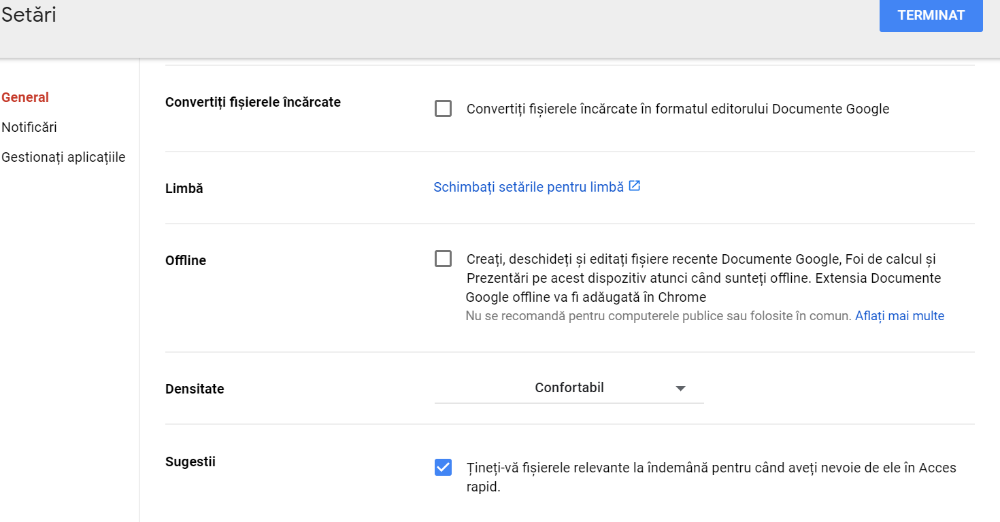 Setări
TERMINAT
General
Notificări
Gestionați aplicațiile
Convertiți fișierele încărcate
Convertiți fișierele încărcate în formatul editorului Documente Google
Limbă
Schimbați setările pentru limbă
Offline
Creați, deschideți și editați fișiere recente Documente Google, Foi de calcul și
Prezentări pe acest dispozitiv atunci când sunteți offline. Extensia Documente
Google offline va fi adăugată în Chrome
Nu se recomandă pentru computerele publice sau folosite în comun. Aflați mai multe
Densitate
Confortabil
Sugestii
Țineți-vă fișierele relevante la îndemână pentru când aveți nevoie de ele în Acces
rapid.